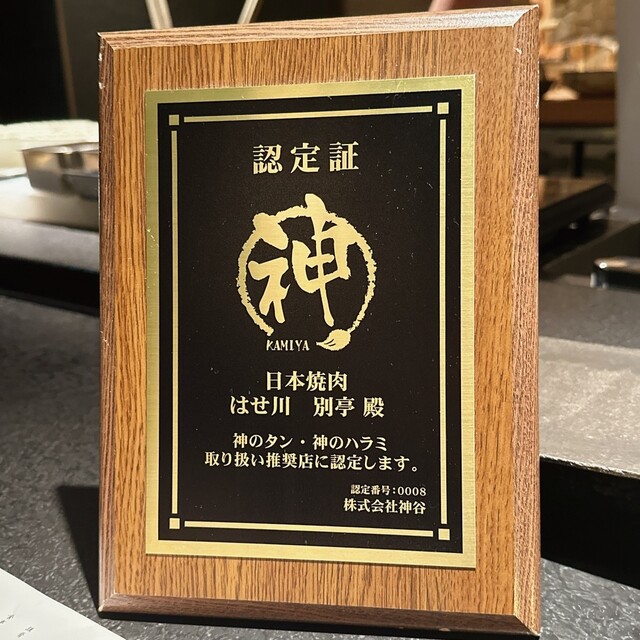 認定証
神
KAMIYA
日本焼肉
はせ川　別亭 殿
神のタン・神のハラミ
取り扱い推奨店に認定します。
認定番号:0008
株式会社神谷